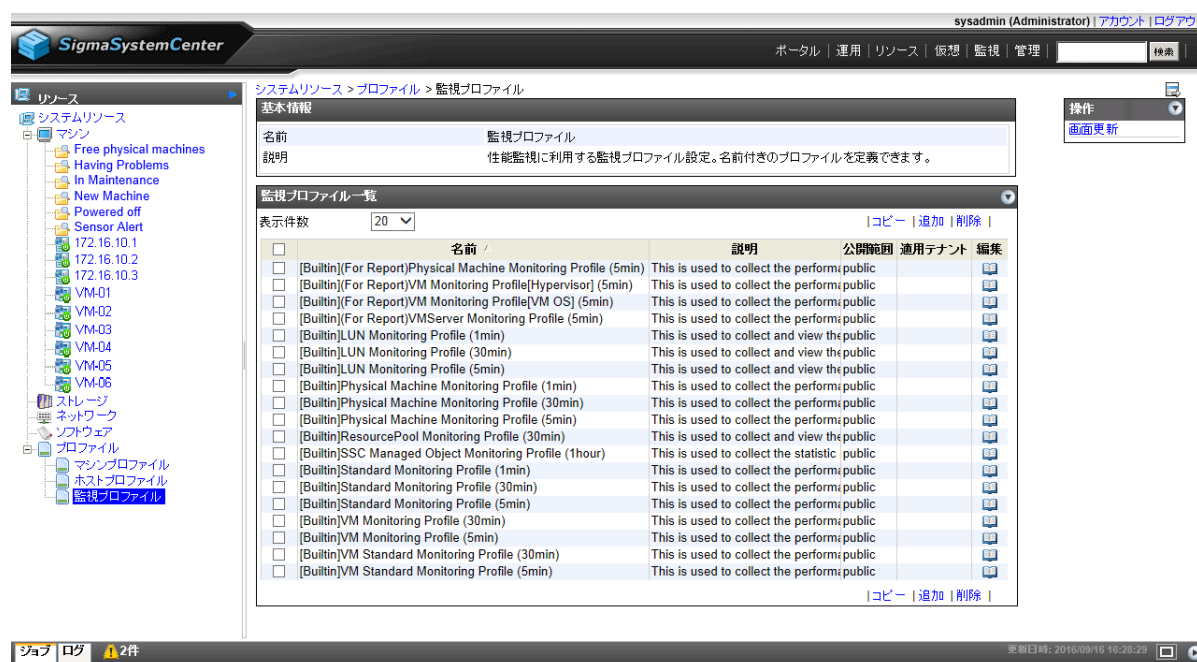 sysadmin (Administrator) | アカウント | ログアウ
SigmaSystemCenter
ポータル | 運用 | リソース | 仮想 | 監視 | 管理 | 検索 |
リソース
システムリソース
マシン
Free physical machines
Having Problems
In Maintenance
New Machine
Powered off
Sensor Alert
172.16.10.1
172.16.10.2
172.16.10.3
VM-01
VM-02
VM-03
VM-04
VM-05
VM-06
ストレージ
ネットワーク
ソフトウェア
プロファイル
マシンプロファイル
ホストプロファイル
監視プロファイル
システムリソース > プロファイル > 監視プロファイル
基本情報
名前 監視プロファイル
説明 性能監視に利用する監視プロファイル設定。名前付きのプロファイルを定義できます。
監視プロファイル一覧
表示件数 20 | コピー | 追加 | 削除 |
名前 説明 公開範囲 適用テナント 編集
[Builtin](For Report)Physical Machine Monitoring Profile (5min) This is used to collect the performa public
[Builtin](For Report)VM Monitoring Profile[Hypervisor] (5min) This is used to collect the performa public
[Builtin](For Report)VM Monitoring Profile[VM OS] (5min) This is used to collect the performa public
[Builtin](For Report)VMServer Monitoring Profile (5min) This is used to collect the performa public
[Builtin]LUN Monitoring Profile (1min) This is used to collect and view the public
[Builtin]LUN Monitoring Profile (30min) This is used to collect and view the public
[Builtin]LUN Monitoring Profile (5min) This is used to collect and view the public
[Builtin]Physical Machine Monitoring Profile (1min) This is used to collect the performa public
[Builtin]Physical Machine Monitoring Profile (30min) This is used to collect the performa public
[Builtin]Physical Machine Monitoring Profile (5min) This is used to collect the performa public
[Builtin]ResourcePool Monitoring Profile (30min) This is used to collect and view the public
[Builtin]SSC Managed Object Monitoring Profile (1hour) This is used to collect the statistic public
[Builtin]Standard Monitoring Profile (1min) This is used to collect the performa public
[Builtin]Standard Monitoring Profile (30min) This is used to collect the performa public
[Builtin]Standard Monitoring Profile (5min) This is used to collect the performa public
[Builtin]VM Monitoring Profile (30min) This is used to collect the performa public
[Builtin]VM Monitoring Profile (5min) This is used to collect the performa public
[Builtin]VM Standard Monitoring Profile (30min) This is used to collect the performa public
[Builtin]VM Standard Monitoring Profile (5min) This is used to collect the performa public
| コピー | 追加 | 削除 |
操作
画面更新
ジョブ ログ 2件 更新日時: 2016/09/16 16:28:29